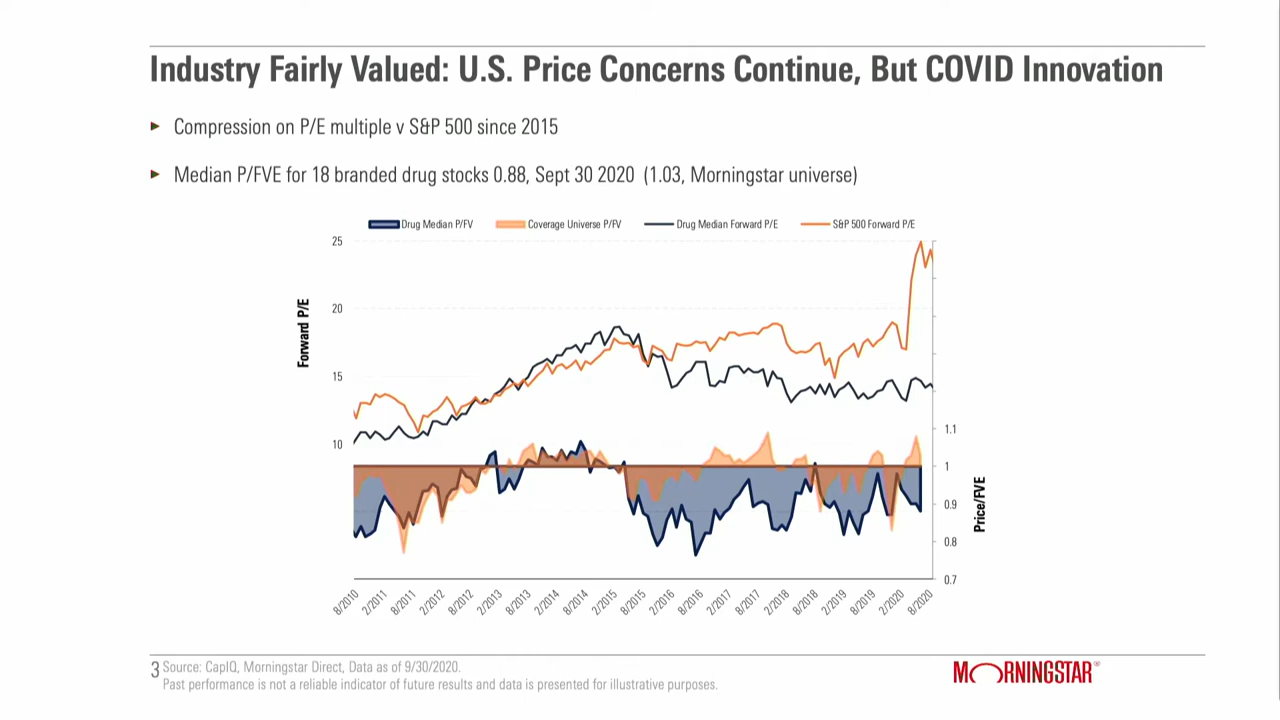 Industry Fairly Valued: U.S. Price Concerns Continue, But COVID Innovation
Compression on P/E multiple v S&P 500 since 2015
Median P/FVE for 18 branded drug stocks 0.88, Sept 30 2020 (1.03, Morningstar universe)
Drug Median P/FV Coverage Universe P/FV Drug Median Forward P/E S&P 500 Forward P/E
25
20
15
10
Forward P/E
1.1
1
0.9
0.8
0.7
Price/FVE
8/2010 2/2011 8/2011 2/2012 8/2012 2/2013 8/2013 2/2014 8/2014 2/2015 8/2015 2/2016 8/2016 2/2017 8/2017 2/2018 8/2018 2/2019 8/2019 2/2020 8/2020
3 Source: CapIQ, Morningstar Direct, Data as of 9/30/2020.
Past performance is not a reliable indicator of future results and data is presented for illustrative purposes.
MORNINGSTAR®